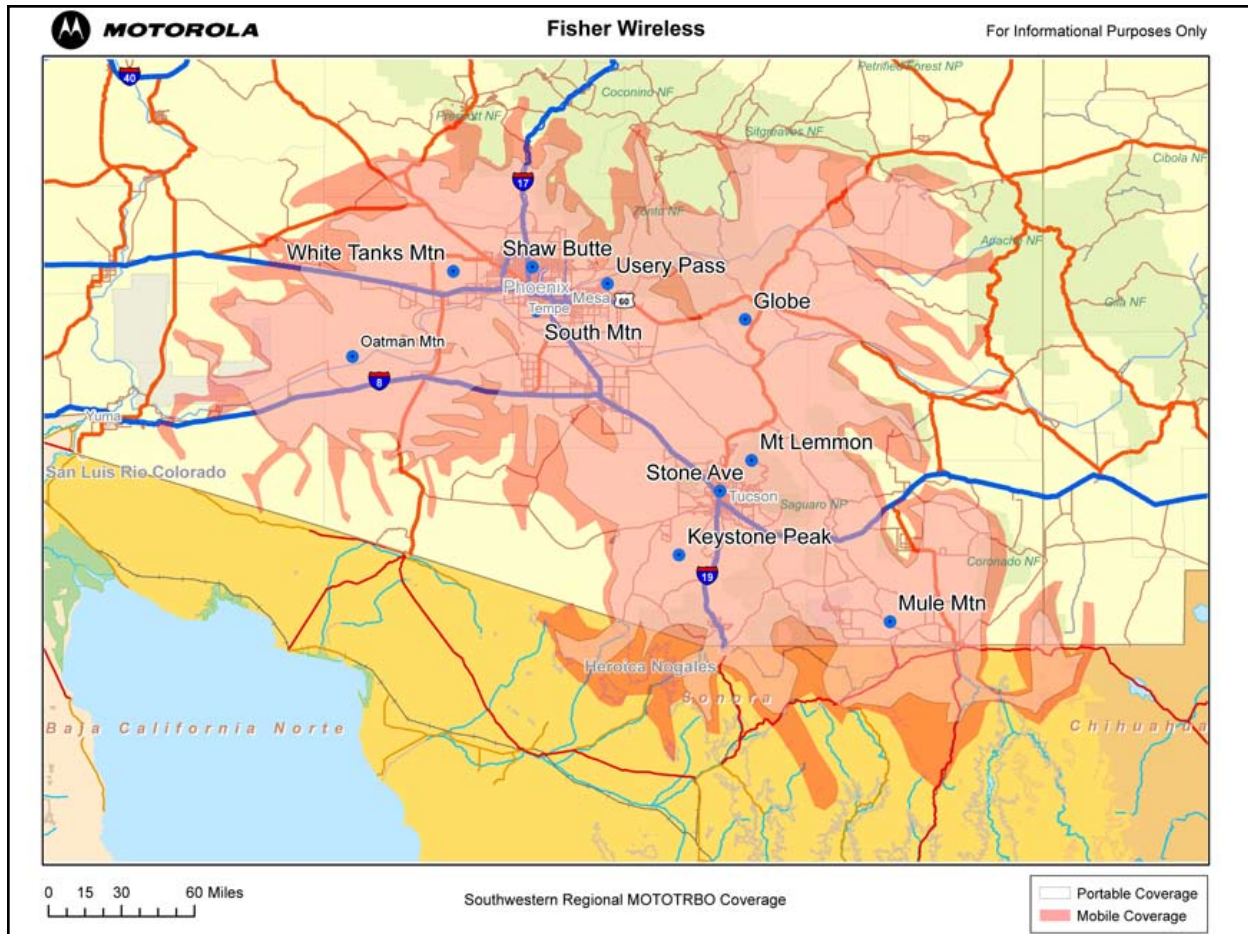 MOTOROLA
Fisher Wireless
For Informational Purposes Only
40
Petrified Forest NP
Coconino NF
Prescott NF
Sitgreaves NF
Cibola NF
17
Tonto NF
Apache NF
White Tanks Mtn
Shaw Butte
Usery Pass
Gila NF
Phoenix
Mesa
60
Globe
Tempe
South Mtn
Oatman Mtn
8
Yuma
Mt Lemmon
San Luis Rio Colorado
Stone Ave
Tucson
Saguaro NP
Keystone Peak
Coronado NF
19
Mule Mtn
Heroica Nogales
Sonora
Baja California Norte
Chihuahua
0 15 30 60 Miles
Southwestern Regional MOTOTRBO Coverage
Portable Coverage
Mobile Coverage